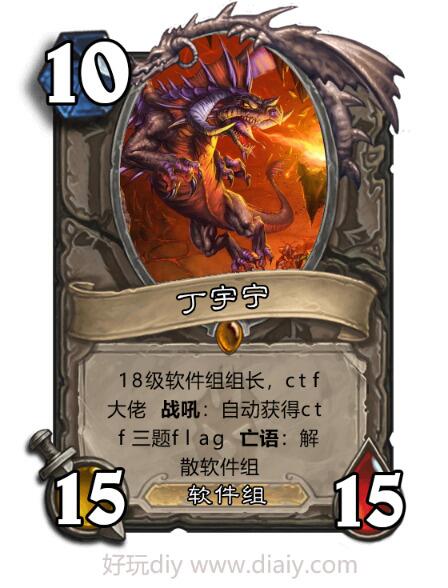 10
丁宇宁
18级软件组组长，ctf
大佬 战吼：自动获得ct
f三题flag 亡语：解
散软件组
15
软件组
15
好玩diy www.diaiy.com